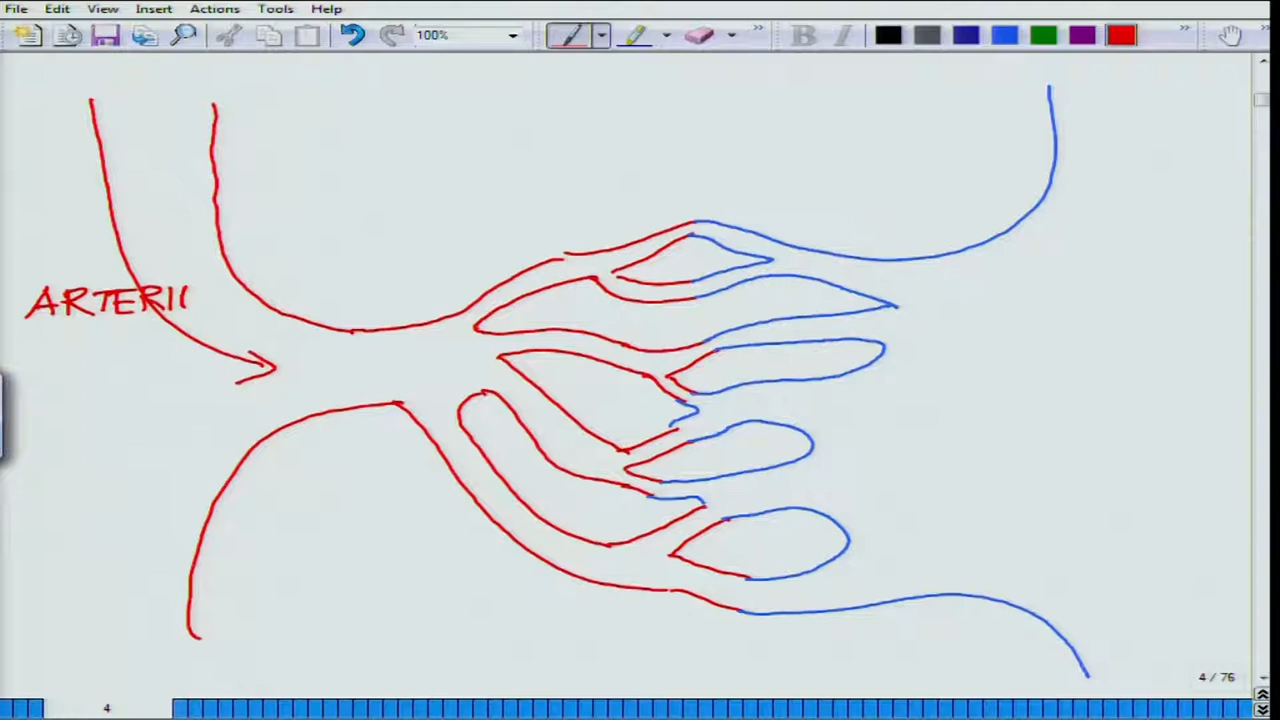 File Edit View Insert Actions Tools Help
100%
B I
ARTERII
4 / 76
4